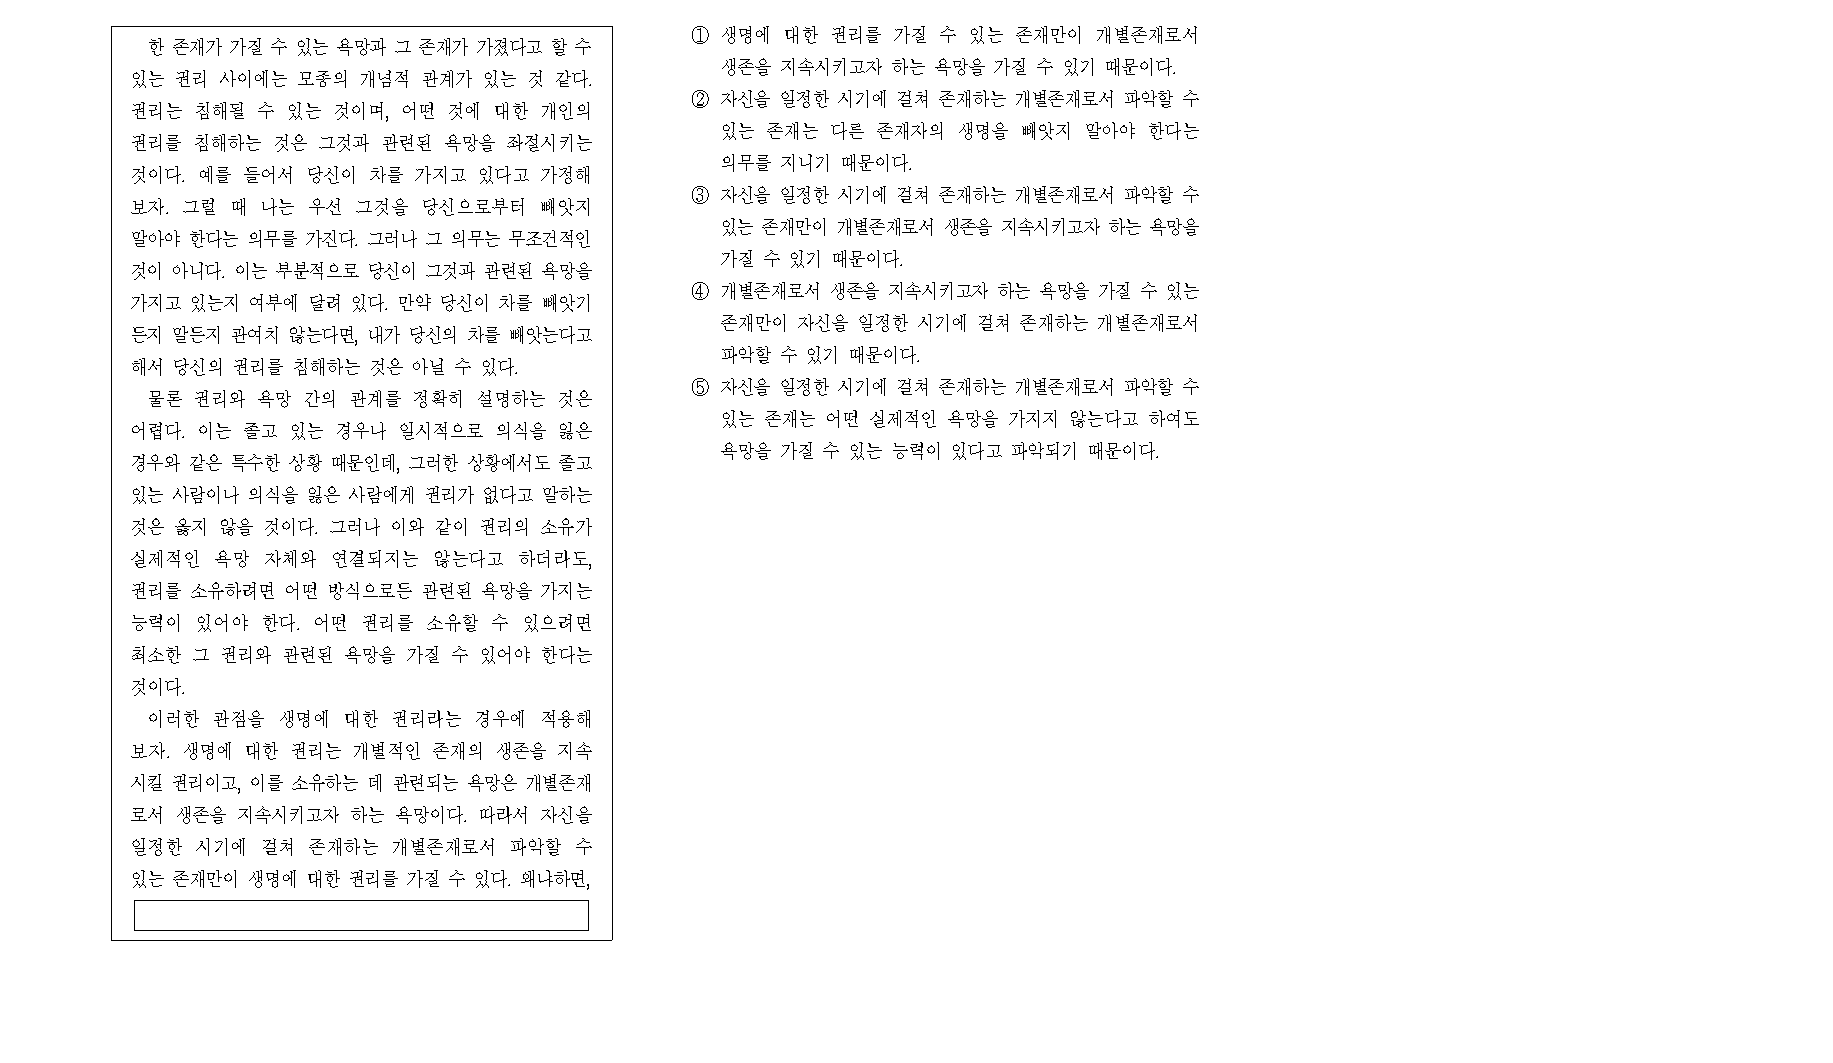 한 존재가 가질 수 있는 욕망과 그 존재가 가졌다고 할 수
있는 권리 사이에는 모종의 개념적 관계가 있는 것 같다.
권리는 침해될 수 있는 것이며, 어떤 것에 대한 개인의
권리를 침해하는 것은 그것과 관련된 욕망을 좌절시키는
것이다. 예를 들어서 당신이 차를 가지고 있다고 가정해
보자. 그럴 때 나는 우선 그것을 당신으로부터 빼앗지
말아야 한다는 의무를 가진다. 그러나 그 의무는 무조건적인
것이 아니다. 이는 부분적으로 당신이 그것과 관련된 욕망을
가지고 있는지 여부에 달려 있다. 만약 당신이 차를 빼앗기
든지 말든지 관여치 않는다면, 내가 당신의 차를 빼앗는다고
해서 당신의 권리를 침해하는 것은 아닐 수 있다.
물론 권리와 욕망 간의 관계를 정확히 설명하는 것은
어렵다. 이는 졸고 있는 경우나 일시적으로 의식을 잃은
경우와 같은 특수한 상황 때문인데, 그러한 상황에서도 졸고
있는 사람이나 의식을 잃은 사람에게 권리가 없다고 말하는
것은 옳지 않을 것이다. 그러나 이와 같이 권리의 소유가
실제적인 욕망 자체와 연결되지는 않는다고 하더라도,
권리를 소유하려면 어떤 방식으로든 관련된 욕망을 가지는
능력이 있어야 한다. 어떤 권리를 소유할 수 있으려면
최소한 그 권리와 관련된 욕망을 가질 수 있어야 한다는
것이다.
이러한 관점을 생명에 대한 권리라는 경우에 적용해
보자. 생명에 대한 권리는 개별적인 존재의 생존을 지속
시킬 권리이고, 이를 소유하는 데 관련되는 욕망은 개별존재
로서 생존을 지속시키고자 하는 욕망이다. 따라서 자신을
일정한 시기에 걸쳐 존재하는 개별존재로서 파악할 수
있는 존재만이 생명에 대한 권리를 가질 수 있다. 왜냐하면,
① 생명에 대한 권리를 가질 수 있는 존재만이 개별존재로서
생존을 지속시키고자 하는 욕망을 가질 수 있기 때문이다.
② 자신을 일정한 시기에 걸쳐 존재하는 개별존재로서 파악할 수
있는 존재는 다른 존재자의 생명을 빼앗지 말아야 한다는
의무를 지니기 때문이다.
③ 자신을 일정한 시기에 걸쳐 존재하는 개별존재로서 파악할 수
있는 존재만이 개별존재로서 생존을 지속시키고자 하는 욕망을
가질 수 있기 때문이다.
④ 개별존재로서 생존을 지속시키고자 하는 욕망을 가질 수 있는
존재만이 자신을 일정한 시기에 걸쳐 존재하는 개별존재로서
파악할 수 있기 때문이다.
⑤ 자신을 일정한 시기에 걸쳐 존재하는 개별존재로서 파악할 수
있는 존재는 어떤 실제적인 욕망을 가지지 않는다고 하여도
욕망을 가질 수 있는 능력이 있다고 파악되기 때문이다.